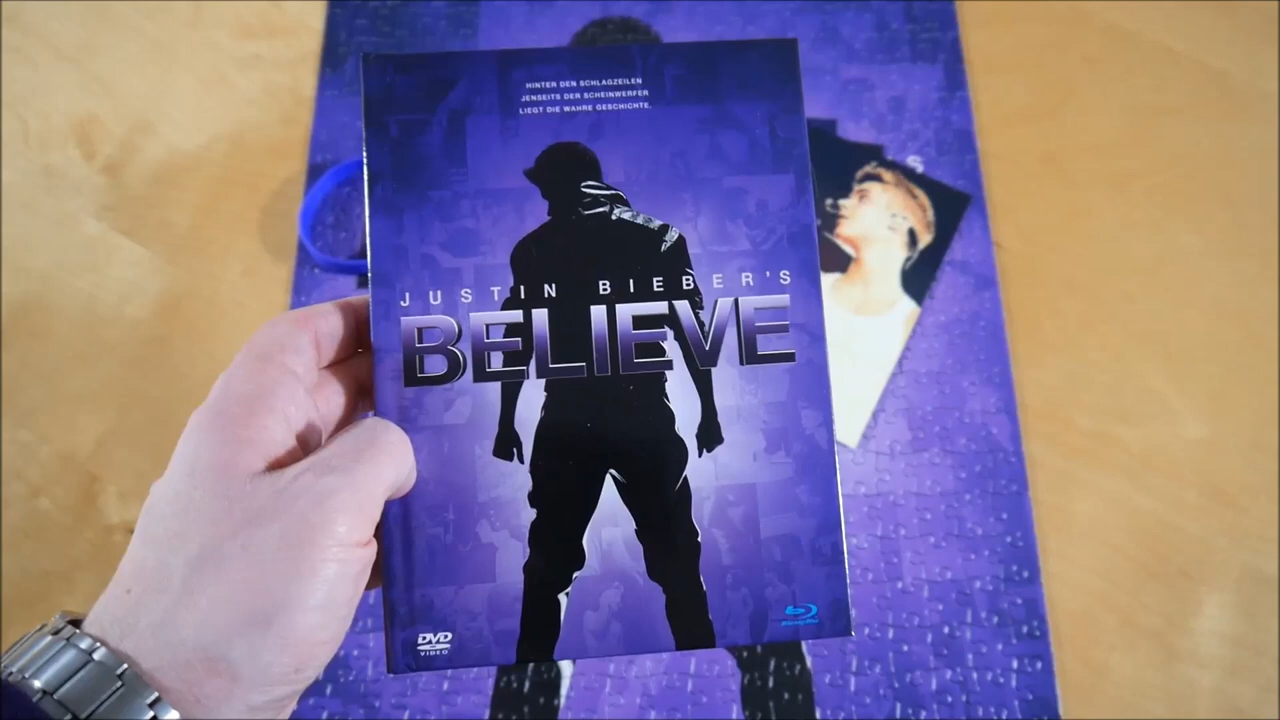 HINTER DEN SCHLAGZEILEN
JENSEITS DER SCHEINWERFER
LIEGT DIE WAHRE GESCHICHTE.
JUSTIN BIEBER'S
BELIEVE
DVD
VIDEO
Blu-ray Disc
S